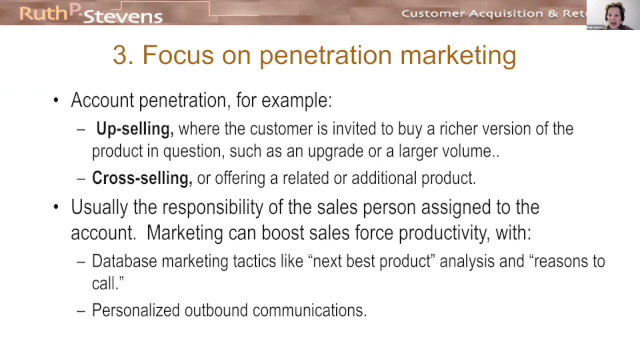 Ruth P. Stevens
Customer Acquisition & Rete
3. Focus on penetration marketing
• Account penetration, for example:
– Up-selling, where the customer is invited to buy a richer version of the
product in question, such as an upgrade or a larger volume..
– Cross-selling, or offering a related or additional product.
• Usually the responsibility of the sales person assigned to the
account.  Marketing can boost sales force productivity, with:
– Database marketing tactics like “next best product” analysis and “reasons to
call.”
– Personalized outbound communications.